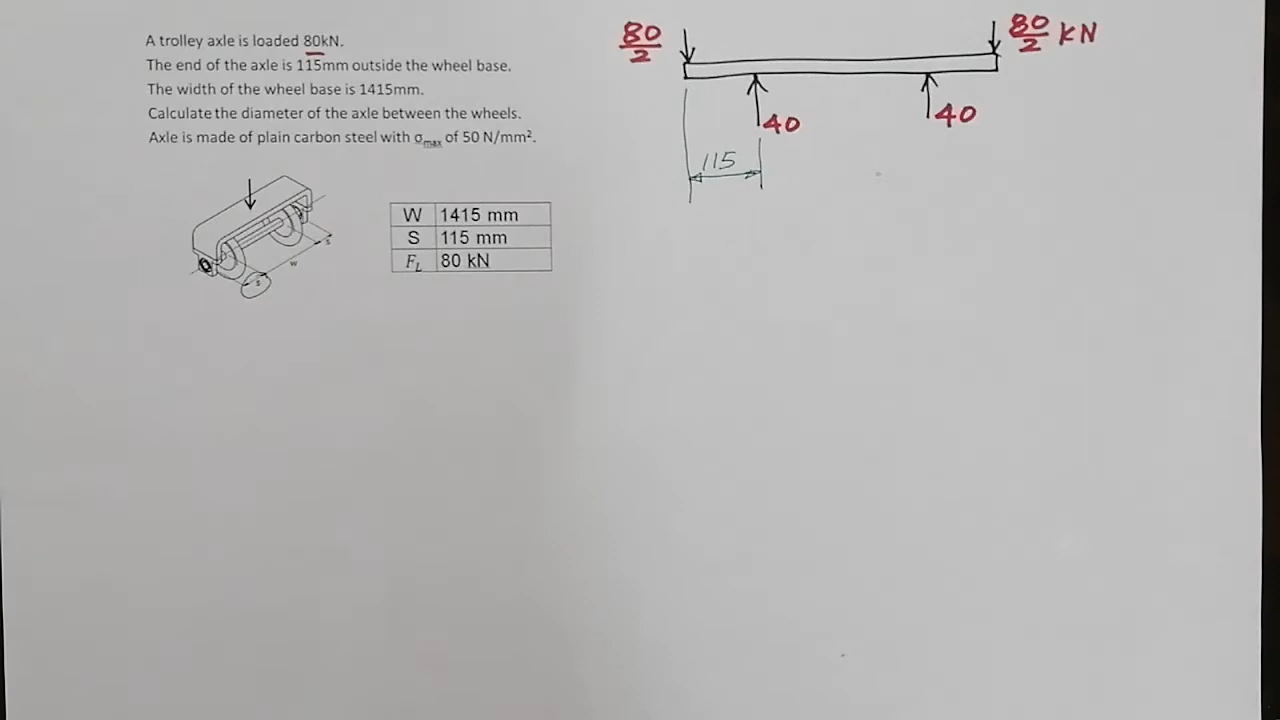 A trolley axle is loaded 80kN.
The end of the axle is 115mm outside the wheel base.
The width of the wheel base is 1415mm.
Calculate the diameter of the axle between the wheels.
Axle is made of plain carbon steel with σmax of 50 N/mm².
W 1415 mm
S 115 mm
FL 80 kN
S
W
S
80/2
80/2 KN
40
40
115